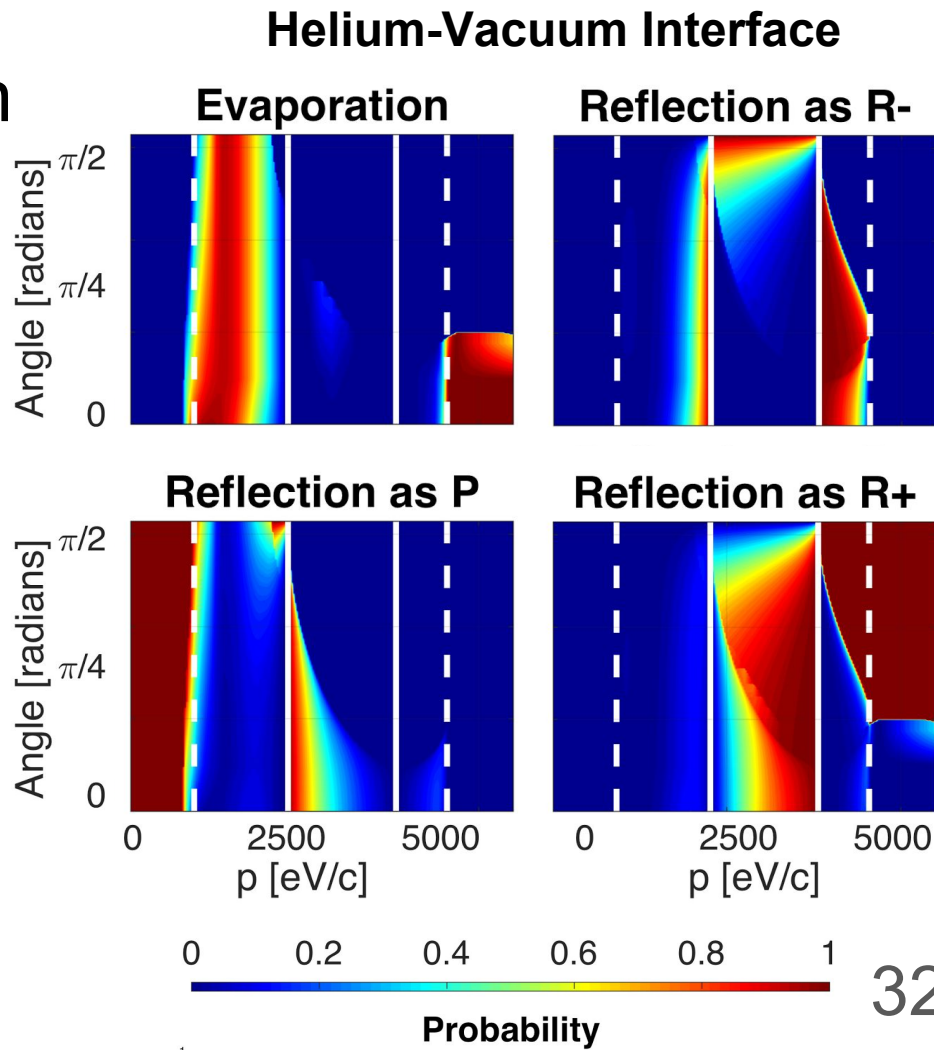 Helium-Vacuum Interface
n
Evaporation
Reflection as R-
Angle [radians]
π/2
π/4
0
Reflection as P
Reflection as R+
Angle [radians]
π/2
π/4
0
0 2500 5000
0 2500 5000
p [eV/c]
p [eV/c]
0 0.2 0.4 0.6 0.8 1
32
Probability